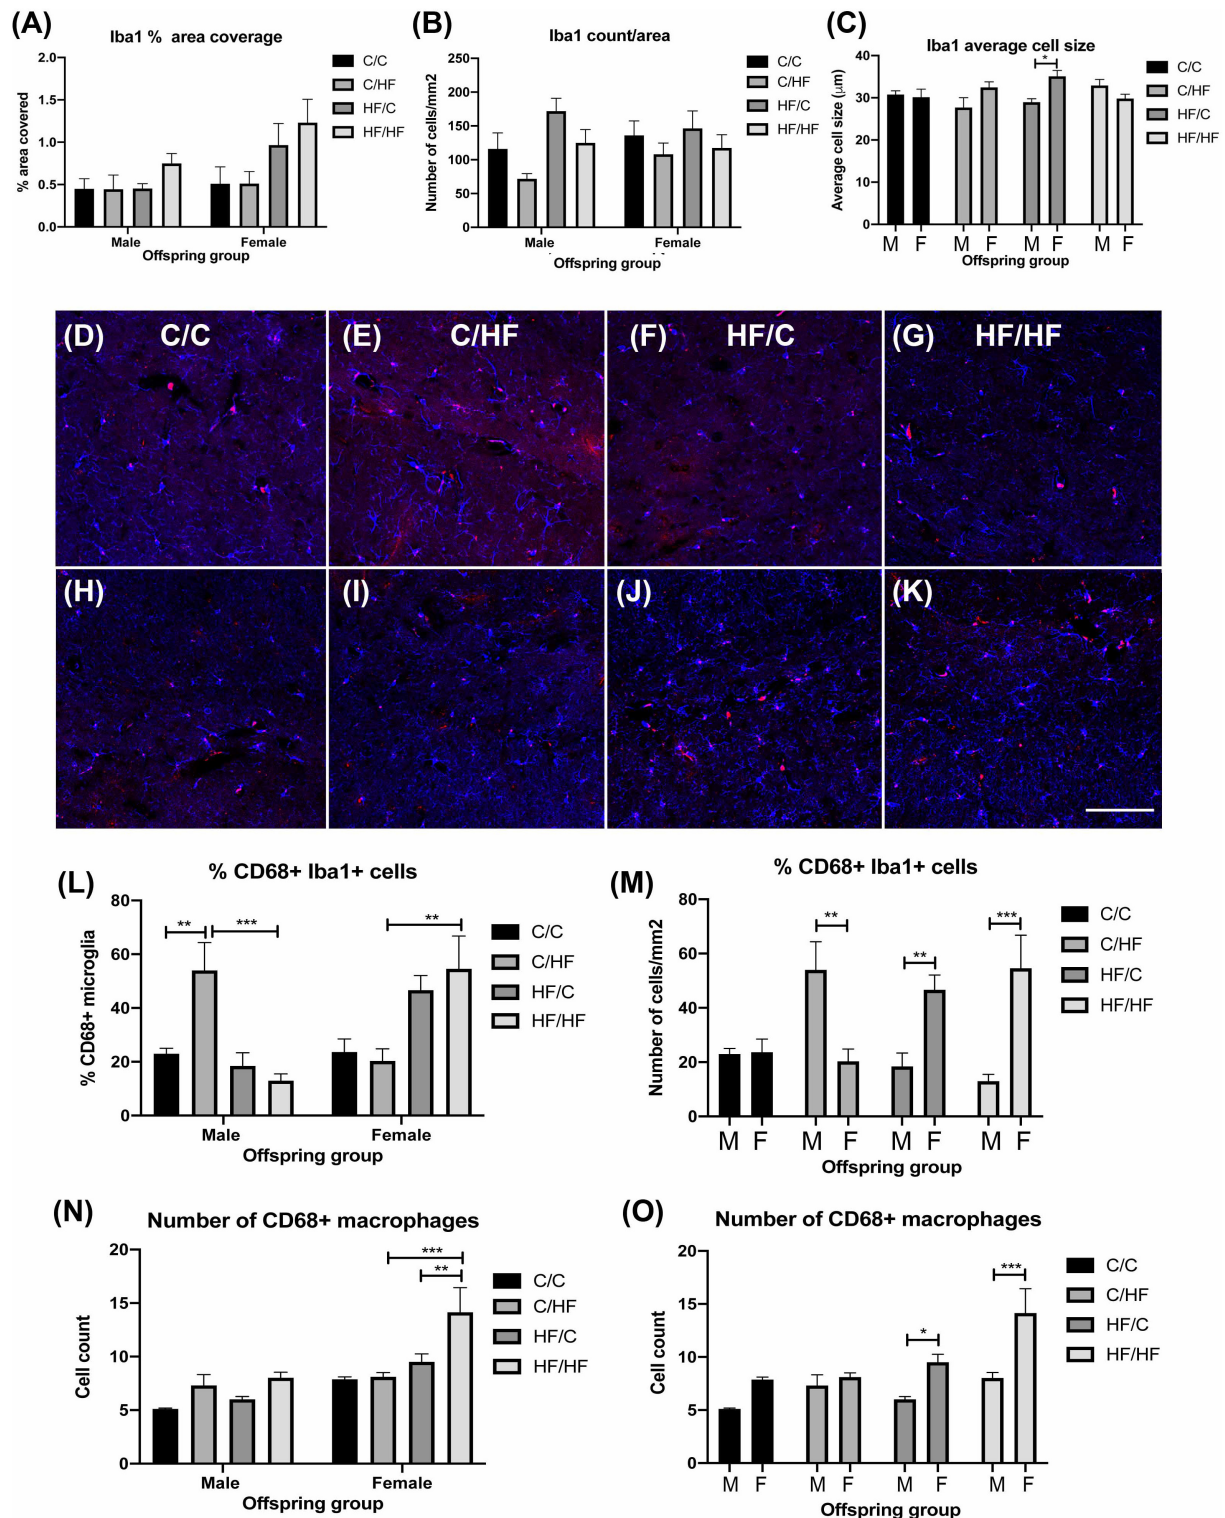 (A)
Iba1 % area coverage
2.0
1.5
1.0
0.5
0.0
% area covered
Male
Female
Offspring group
C/C
C/HF
HF/C
HF/HF
(B)
Iba1 count/area
250
200
150
100
50
0
Number of cells/mm2
Male
Female
Offspring group
C/C
C/HF
HF/C
HF/HF
(C)
Iba1 average cell size
40
30
20
10
0
Average cell size (μm)
*
M F M F M F M F
Offspring group
C/C
C/HF
HF/C
HF/HF
(D) C/C
(E) C/HF
(F) HF/C
(G) HF/HF
(H)
(I)
(J)
(K)
(L)
% CD68+ Iba1+ cells
80
60
40
20
0
% CD68+ microglia
** *** **
Male
Female
Offspring group
C/C
C/HF
HF/C
HF/HF
(M)
% CD68+ Iba1+ cells
80
60
40
20
0
Number of cells/mm2
** ** ***
M F M F M F M F
Offspring group
C/C
C/HF
HF/C
HF/HF
(N)
Number of CD68+ macrophages
20
15
10
5
0
Cell count
***
**
Male
Female
Offspring group
C/C
C/HF
HF/C
HF/HF
(O)
Number of CD68+ macrophages
20
15
10
5
0
Cell count
* ***
M F M F M F M F
Offspring group
C/C
C/HF
HF/C
HF/HF